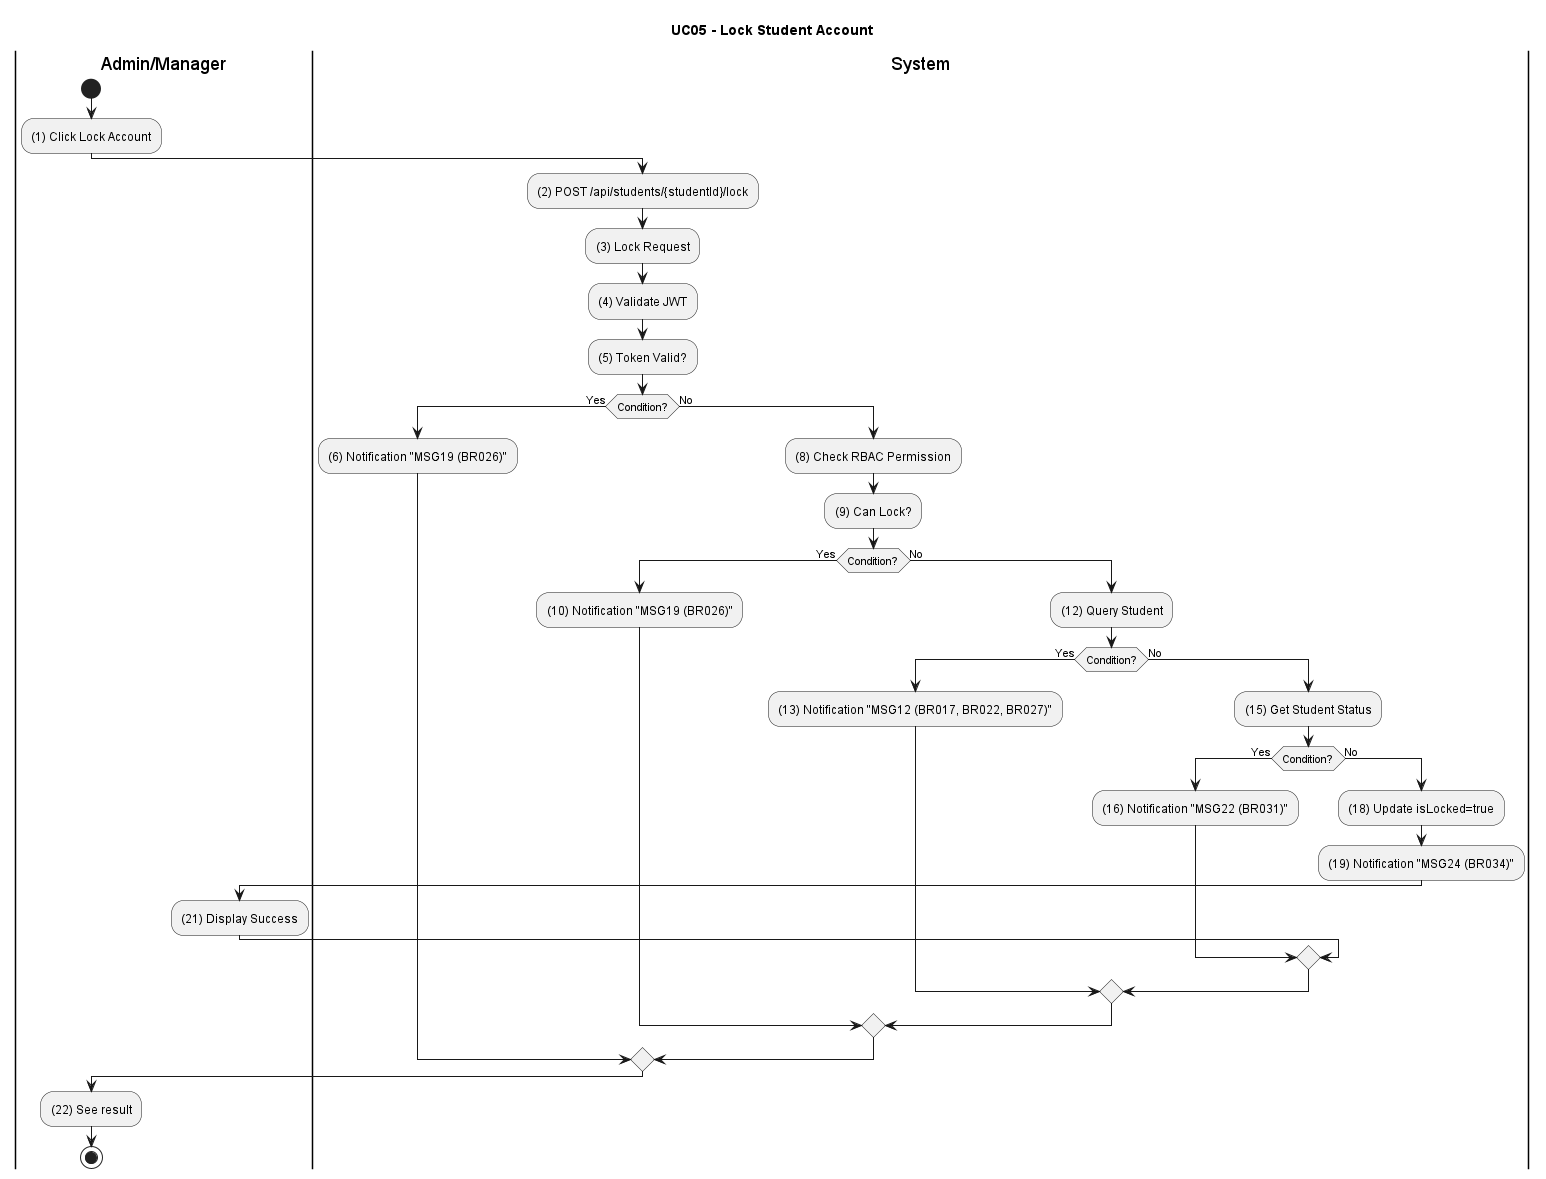 UC05 - Lock Student Account
Admin/Manager
System
(1) Click Lock Account
(2) POST /api/students/{studentId}/lock
(3) Lock Request
(4) Validate JWT
(5) Token Valid?
Yes
Condition?
No
(6) Notification "MSG19 (BR026)"
(8) Check RBAC Permission
(9) Can Lock?
Yes
Condition?
No
(10) Notification "MSG19 (BR026)"
(12) Query Student
Yes
Condition?
No
(13) Notification "MSG12 (BR017, BR022, BR027)"
(15) Get Student Status
Yes
Condition?
No
(16) Notification "MSG22 (BR031)"
(18) Update isLocked=true
(19) Notification "MSG24 (BR034)"
(21) Display Success
(22) See result